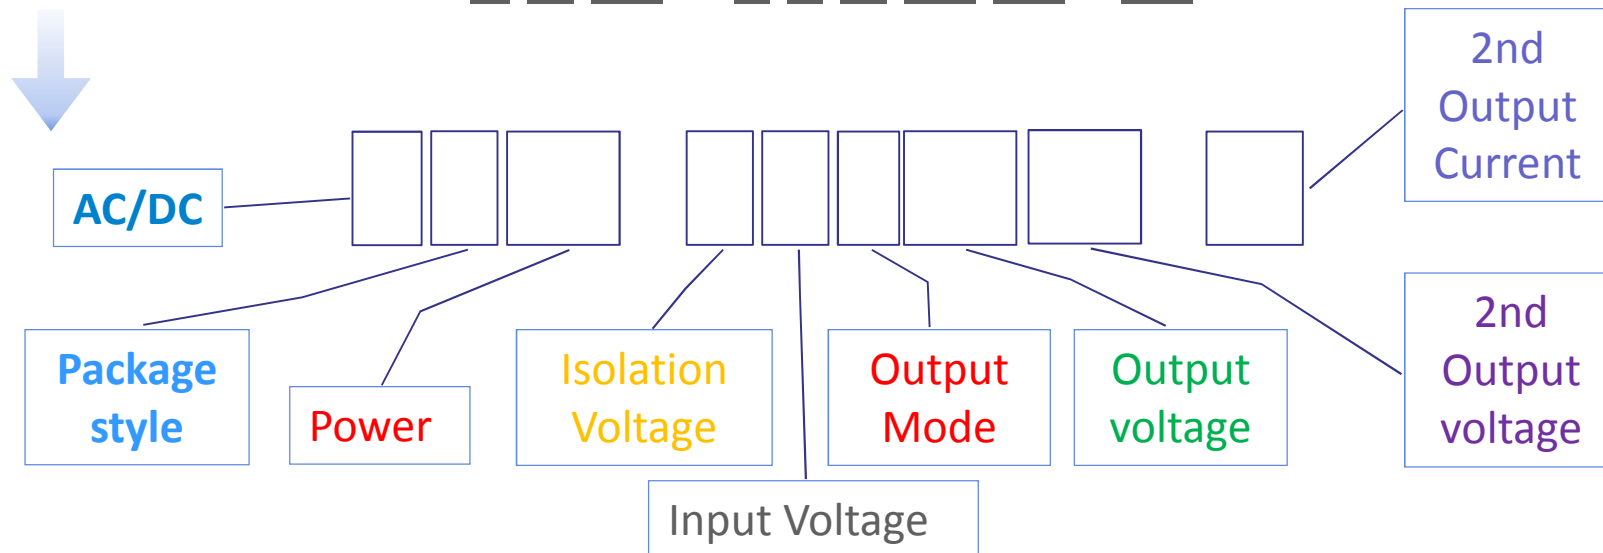 2nd
Output
Current
AC/DC
Package
style
Power
Isolation
Voltage
Output
Mode
Output
voltage
2nd
Output
voltage
Input Voltage